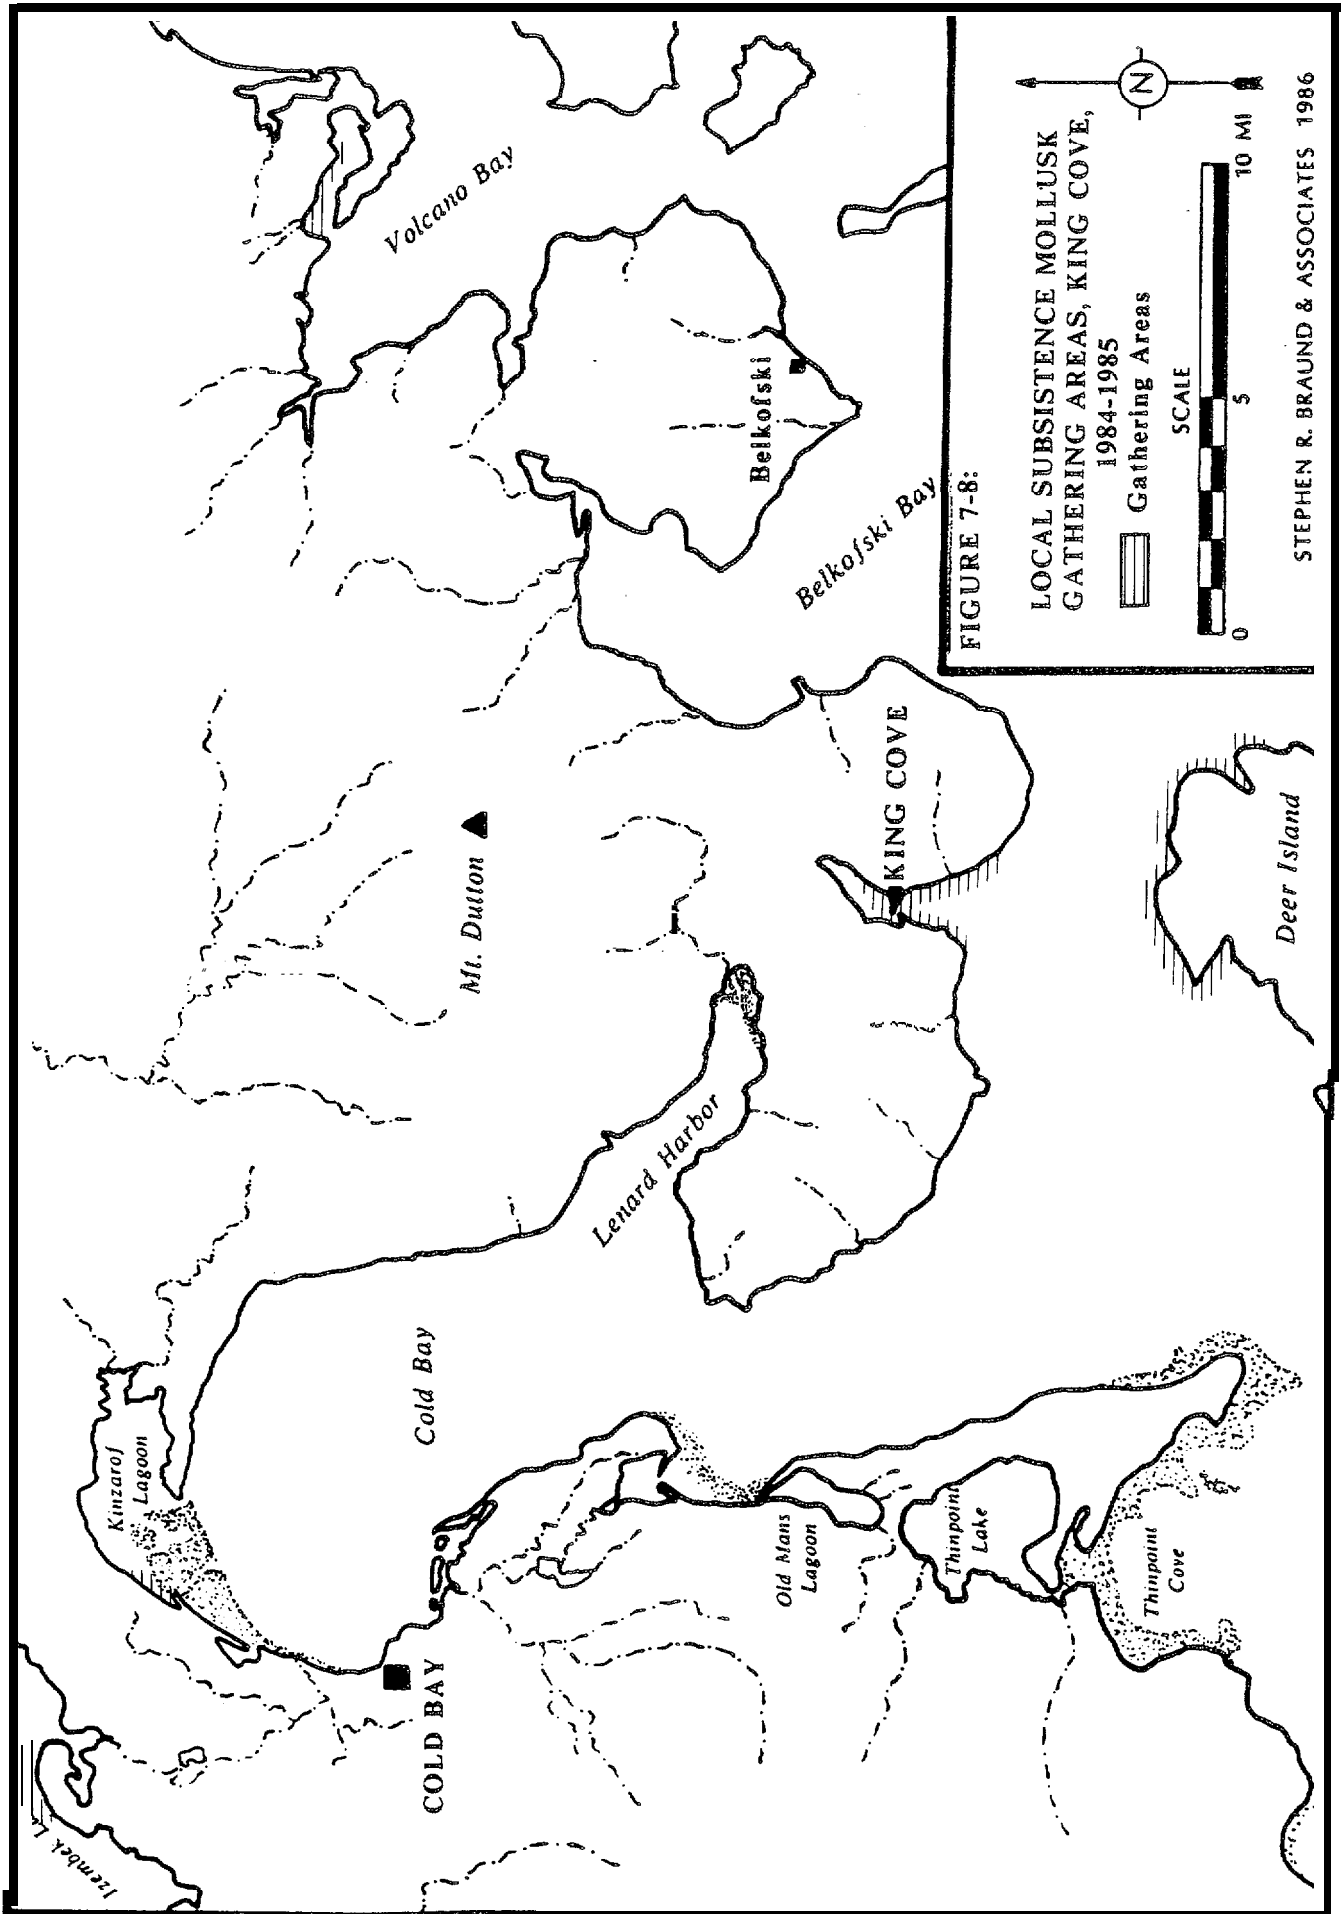 Volcano Bay
Belkofski
Belkofski Bay
Mt. Dutton
KING COVE
Deer Island
Lenard Harbor
Cold Bay
Kinzarof
Lagoon
COLD BAY
Old Mans
Lagoon
Thinpoint
Lake
Thinpoint
Cove
Izembek L
FIGURE 7-8:
LOCAL SUBSISTENCE MOLLUSK
GATHERING AREAS, KING COVE,
1984-1985
Gathering Areas
SCALE
0 5 10 MI
N
STEPHEN R. BRAUND & ASSOCIATES 1986